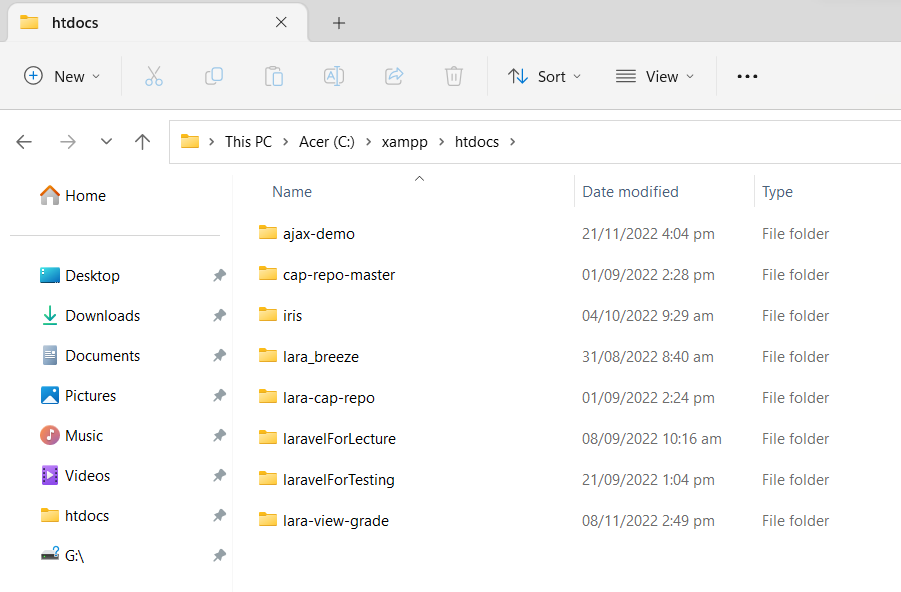 htdocs
New Sort View
This PC Acer (C:) xampp htdocs
Home
Desktop
Downloads
Documents
Pictures
Music
Videos
htdocs
G:\
Name Date modified Type
ajax-demo 21/11/2022 4:04 pm File folder
cap-repo-master 01/09/2022 2:28 pm File folder
iris 04/10/2022 9:29 am File folder
lara_breeze 31/08/2022 8:40 am File folder
lara-cap-repo 01/09/2022 2:24 pm File folder
laravelForLecture 08/09/2022 10:16 am File folder
laravelForTesting 21/09/2022 1:04 pm File folder
lara-view-grade 08/11/2022 2:49 pm File folder